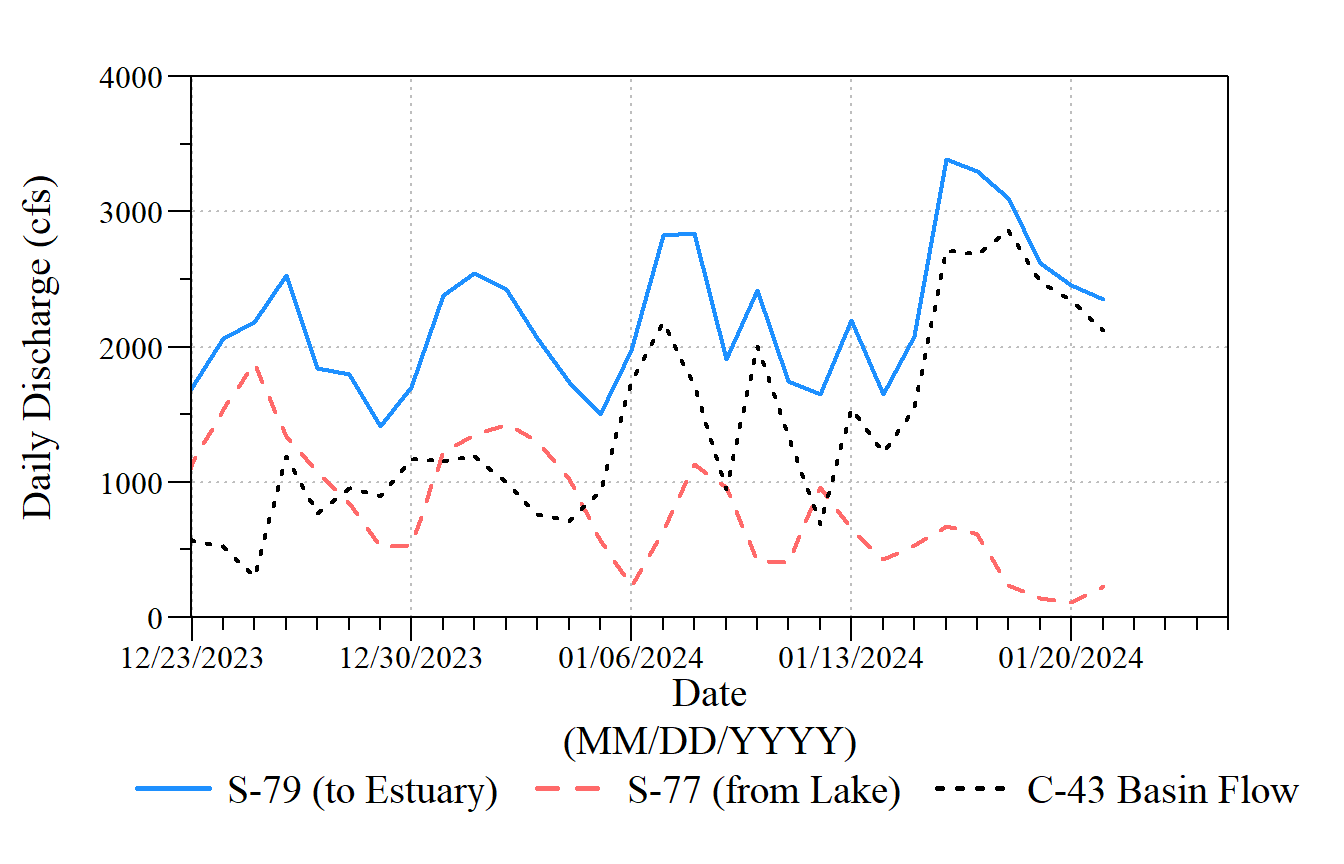 4000
3000
2000
1000
0
Daily Discharge (cfs)
12/23/2023 12/30/2023 01/06/2024 01/13/2024 01/20/2024
Date
(MM/DD/YYYY)
S-79 (to Estuary) S-77 (from Lake) C-43 Basin Flow